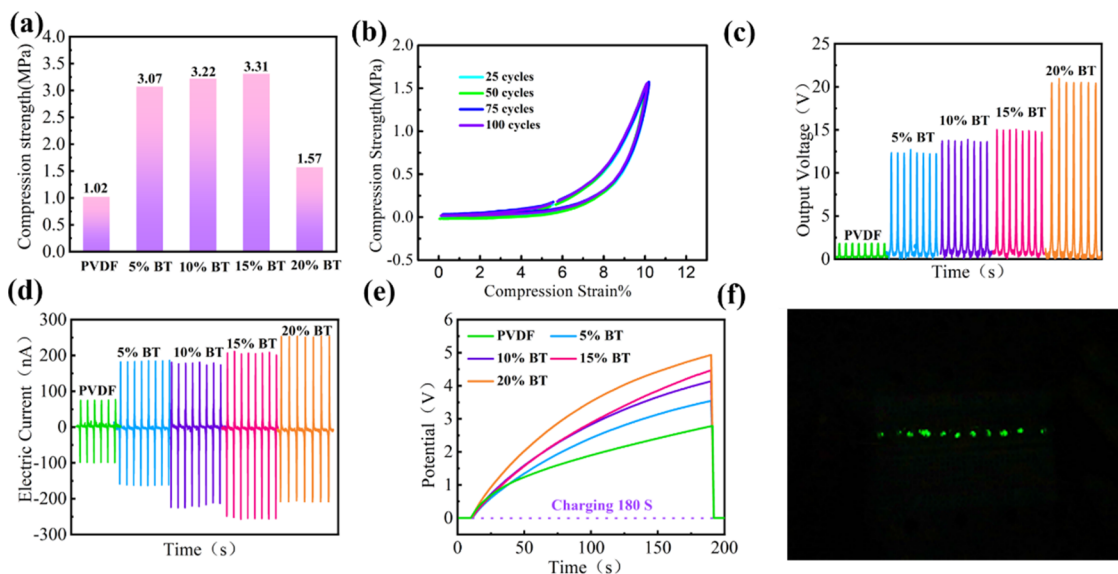 (a)
Compression strength(MPa)
4.0
3.5
3.0
2.5
2.0
1.5
1.0
0.5
0.0
1.02
3.07
3.22
3.31
1.57
PVDF 5% BT 10% BT 15% BT 20% BT
(b)
Compression Strength(MPa)
2.0
1.5
1.0
0.5
0.0
-0.5
25 cycles
50 cycles
75 cycles
100 cycles
0 2 4 6 8 10 12
Compression Strain%
(c)
Output Voltage（V）
25
20
15
10
5
0
PVDF
5% BT
10% BT
15% BT
20% BT
Time（s）
(d)
Electric Current（nA）
300
200
100
0
-100
-200
-300
PVDF
5% BT
10% BT
15% BT
20% BT
Time（s）
(e)
Potential（V）
6
5
4
3
2
1
0
PVDF 5% BT
10% BT 15% BT
20% BT
Charging 180 S
0 50 100 150 200
Time（s）
(f)